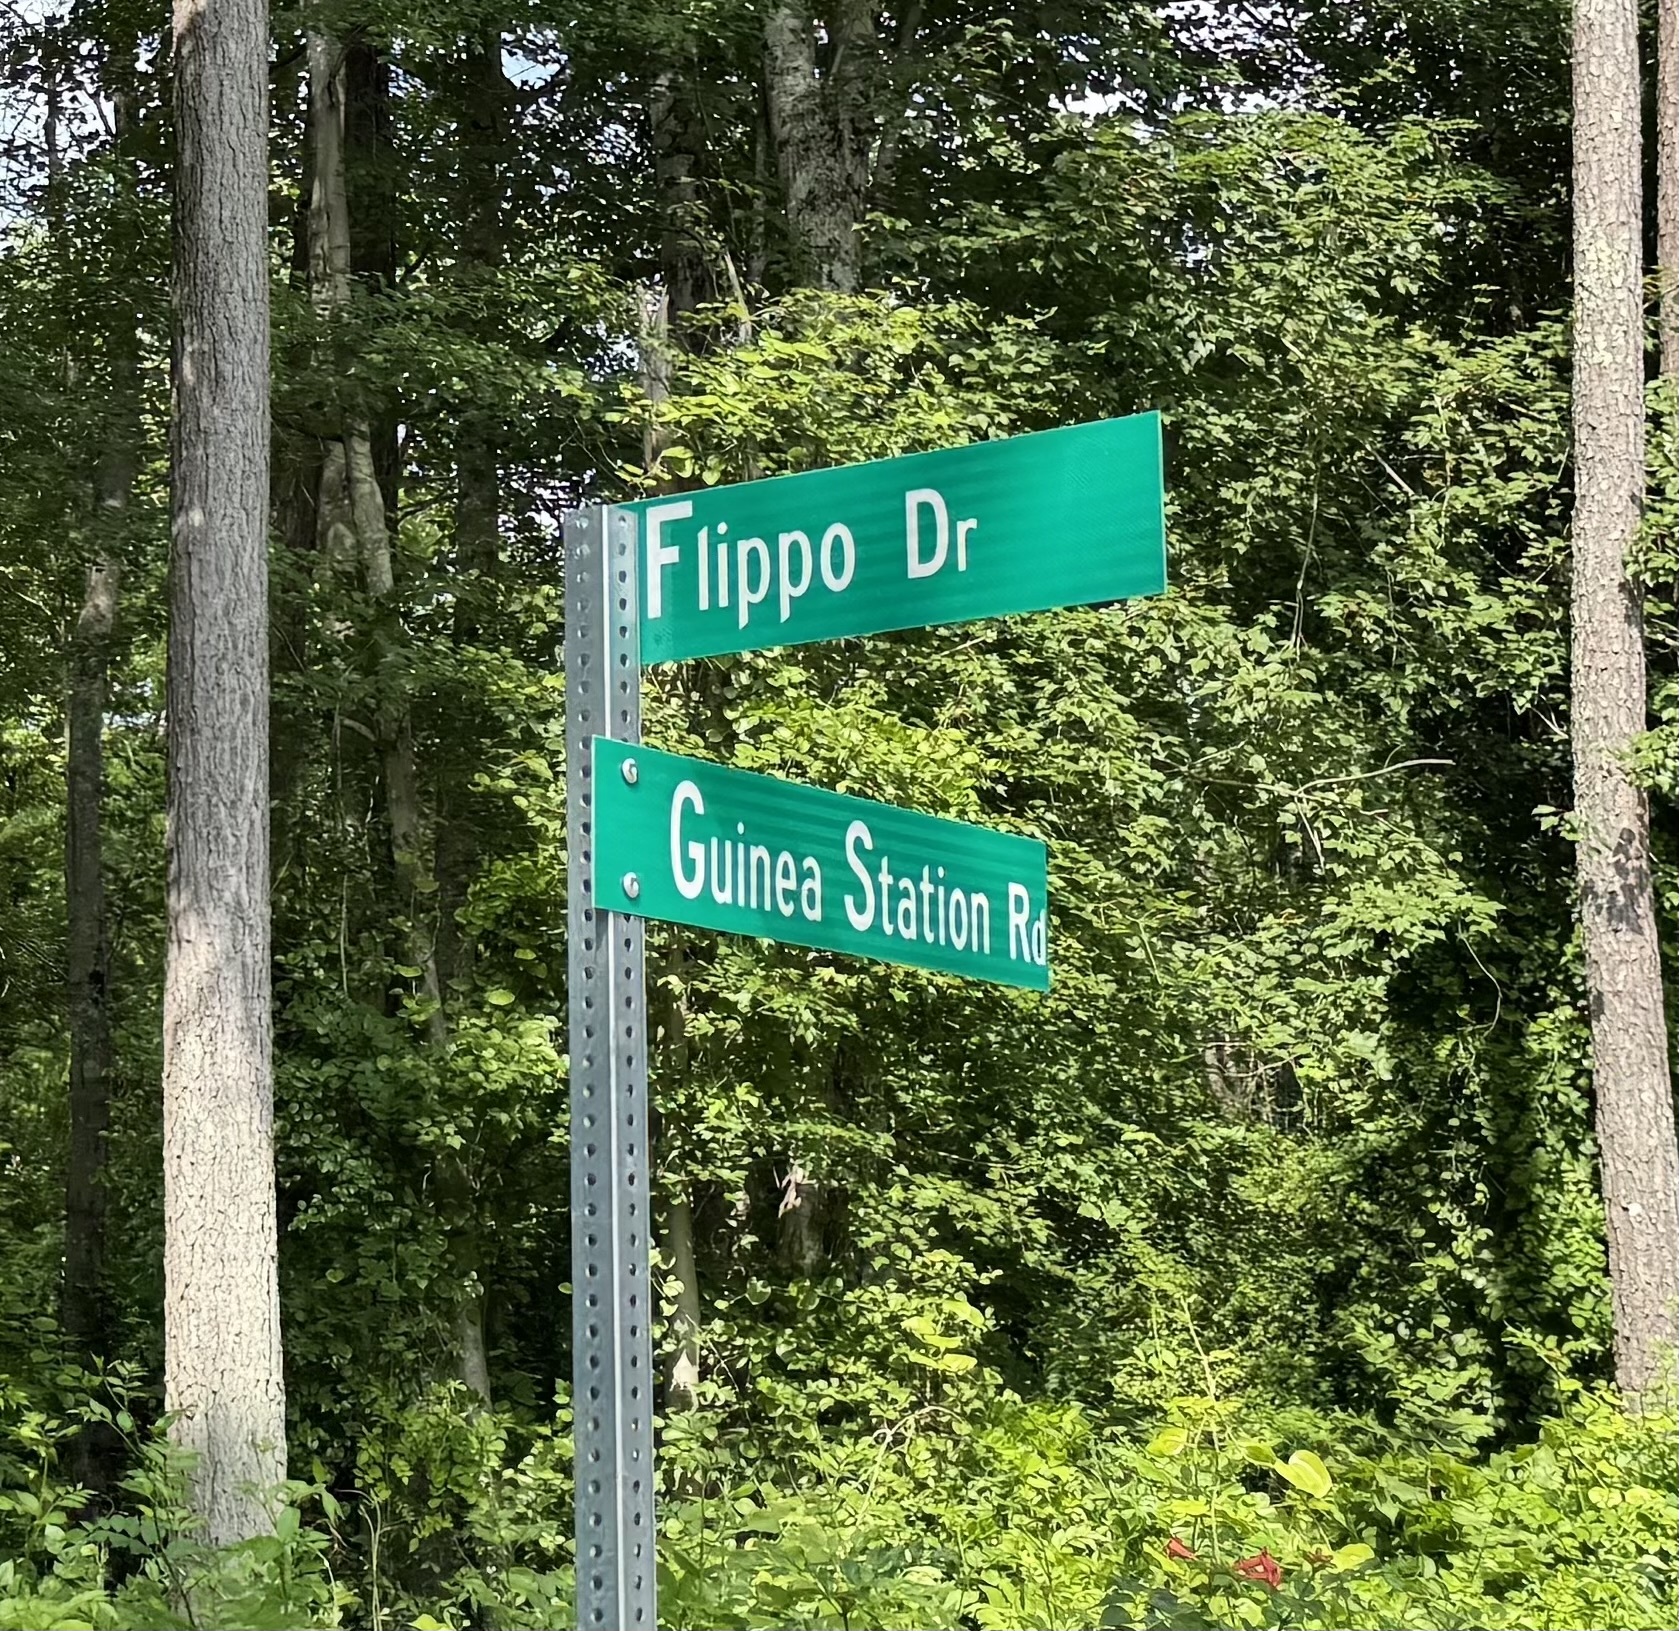 Flippo Dr
Guinea Station Rd